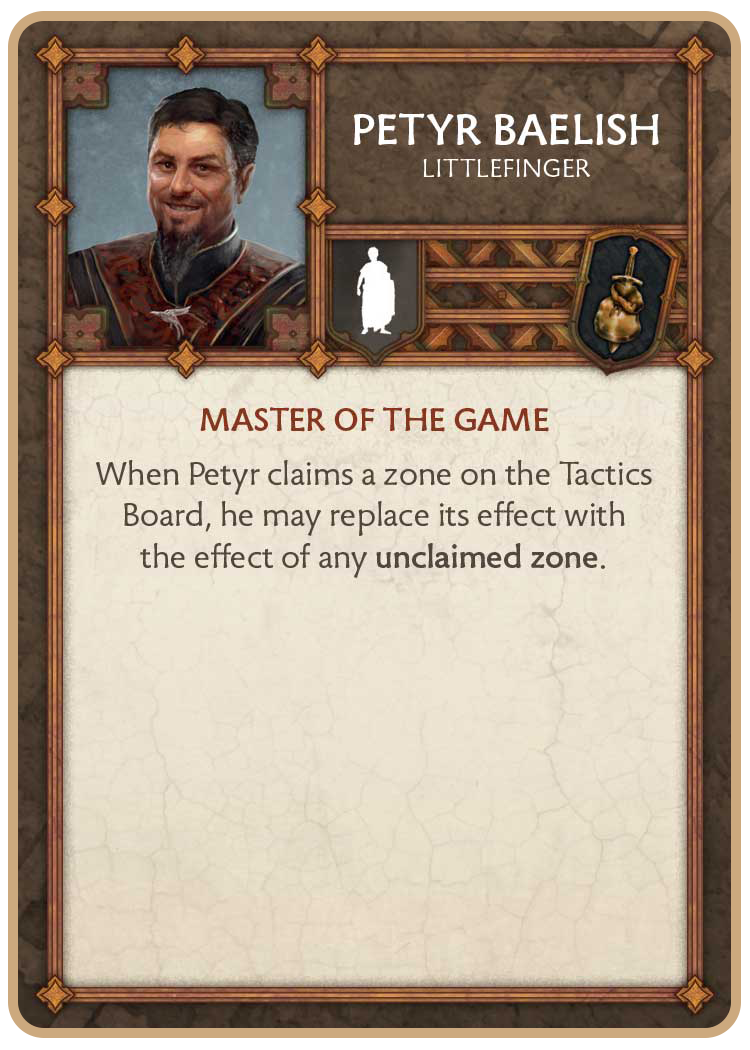 PETYR BAELISH
LITTLEFINGER
MASTER OF THE GAME
When Petyr claims a zone on the Tactics
Board, he may replace its effect with
the effect of any unclaimed zone.